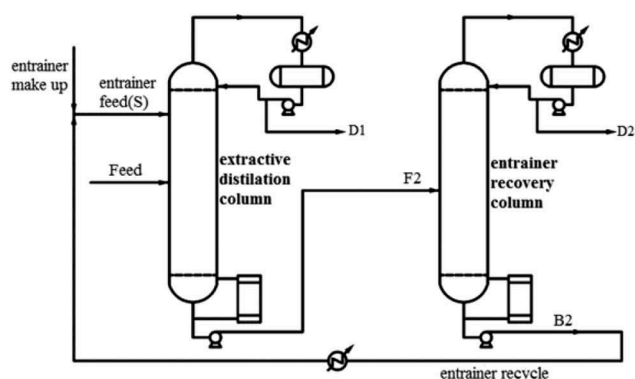 entrainer
make up
entrainer
feed(S)
Feed
extractive
distilation
column
D1
F2
entrainer
recovery
column
D2
B2
entrainer recycle